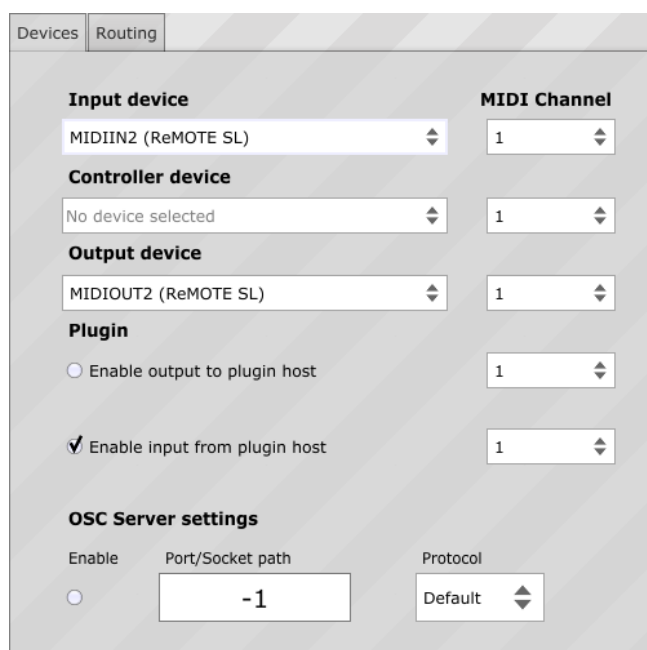 Devices Routing
Input device MIDI Channel
MIDIIN2 (ReMOTE SL) 1
Controller device
No device selected 1
Output device
MIDIOUT2 (ReMOTE SL) 1
Plugin
Enable output to plugin host 1
Enable input from plugin host 1
OSC Server settings
Enable Port/Socket path Protocol
-1 Default